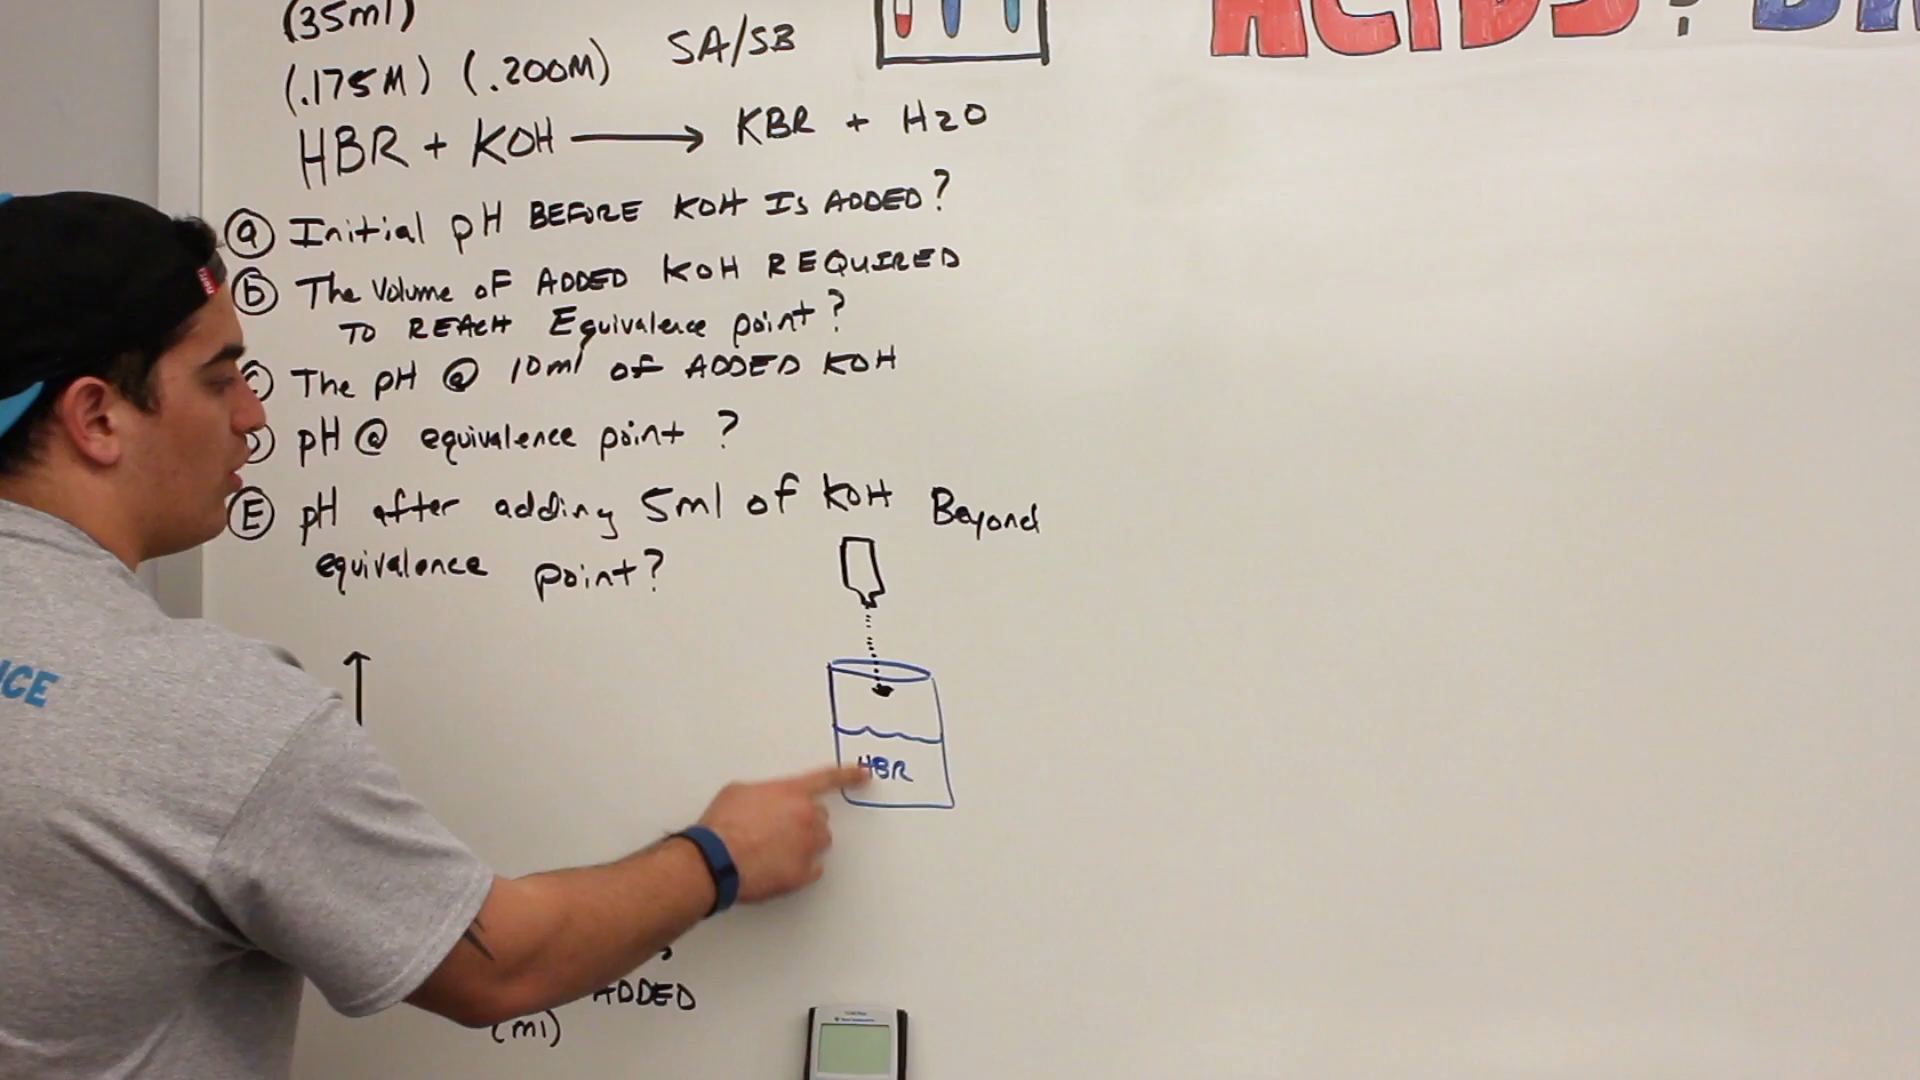 (35ml)
(.175M) (.200M) SA/SB
HBR + KOH ⟶ KBR + H2O
ⓐ Initial pH BEFORE KOH Is ADDED?
ⓑ The Volume oF ADDED KOH REQUIRED
TO REACH Equivalence point?
The pH @ 10ml of ADDED KOH
pH @ equivalence point ?
Ⓔ pH after adding 5ml of KOH Beyond
equivalence point?
HBR
ADDED
(ml)